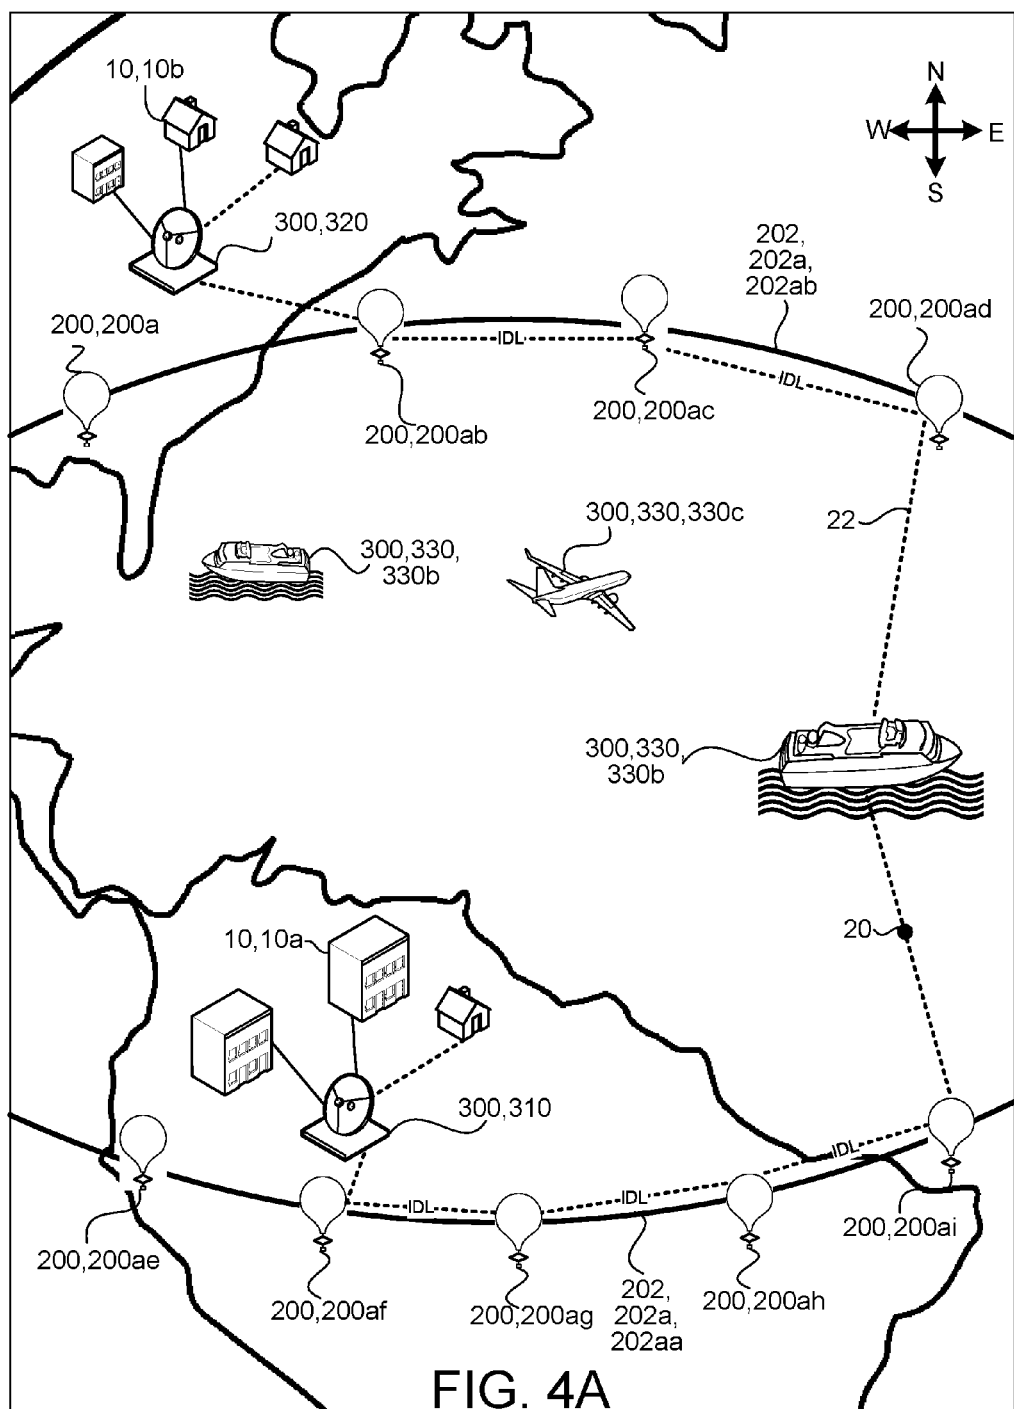 10,10b
N
W
E
S
300,320
202,
202a,
202ab
200,200a
200,200ad
IDL
IDL
200,200ac
200,200ab
300,330,330c
22
300,330,
330b
300,330,
330b
10,10a
20
300,310
IDL
IDL
IDL
200,200ai
200,200ae
200,200af
200,200ag
202,
202a,
202aa
200,200ah
FIG. 4A